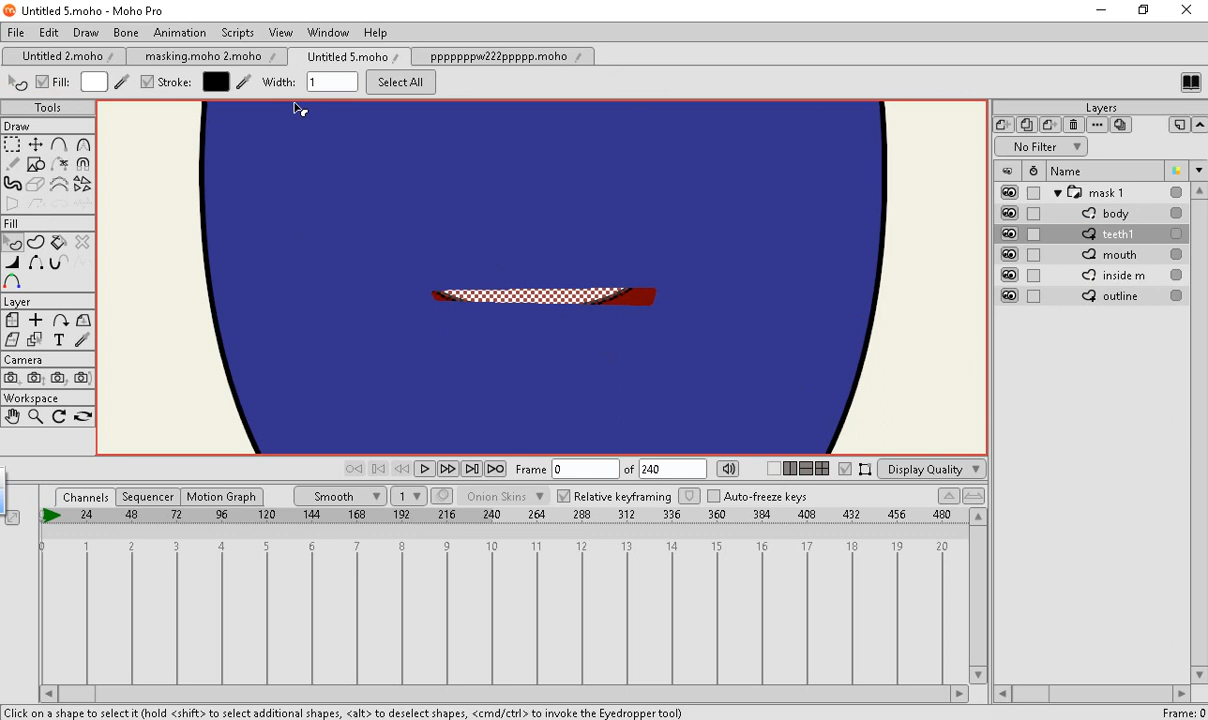 Untitled 5.moho - Moho Pro
File Edit Draw Bone Animation Scripts View Window Help
Untitled 2.moho masking.moho 2.moho Untitled 5.moho pppppppw222ppppp.moho
Fill: Stroke: Width: 1 Select All
Tools
Layers
Draw
No Filter
Name
mask 1
body
Fill
teeth1
mouth
inside m
Layer
outline
T
Camera
Workspace
Frame 0 of 240 Display Quality
Channels Sequencer Motion Graph Smooth 1 Onion Skins Relative keyframing Auto-freeze keys
24 48 72 96 120 144 168 192 216 240 264 288 312 336 360 384 408 432 456 480
0 1 2 3 4 5 6 7 8 9 10 11 12 13 14 15 16 17 18 19 20
Click on a shape to select it (hold <shift> to select additional shapes, <alt> to deselect shapes, <cmd/ctrl> to invoke the Eyedropper tool) Frame: 0